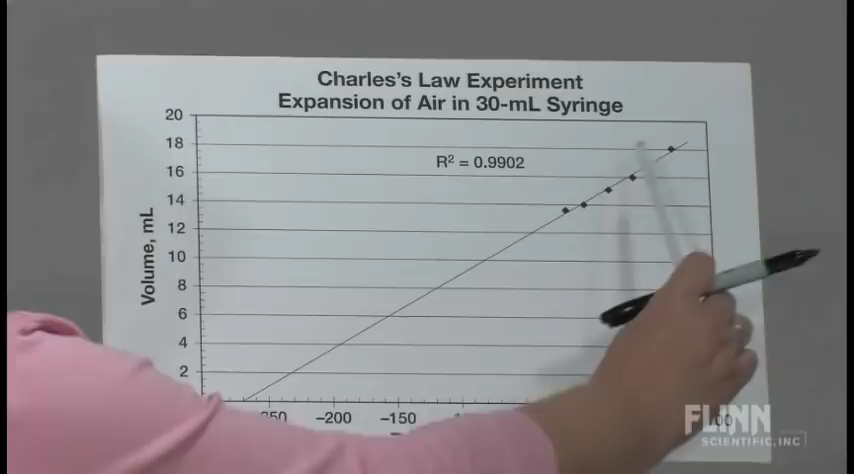 Charles's Law Experiment
Expansion of Air in 30-mL Syringe
20
18
R² = 0.9902
16
14
12
10
8
6
4
2
Volume, mL
–200
–150
FLINN
SCIENTIFIC, INC